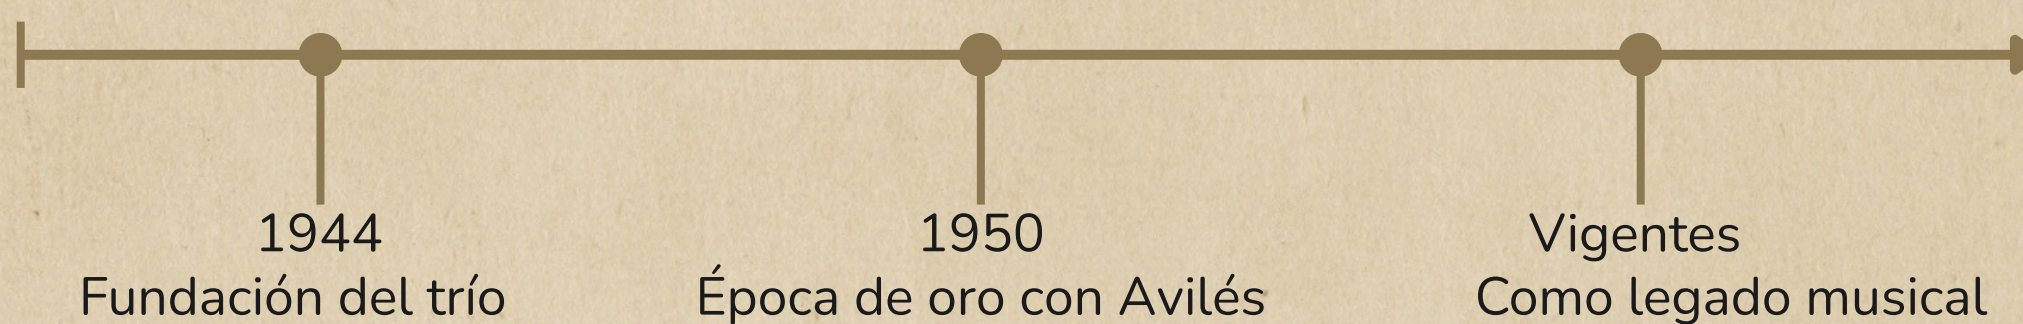 1944
Fundación del trío
1950
Época de oro con Avilés
Vigentes
Como legado musical